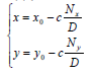 x = x₀ - c Nₓ/D
y = y₀ - c N_y/D